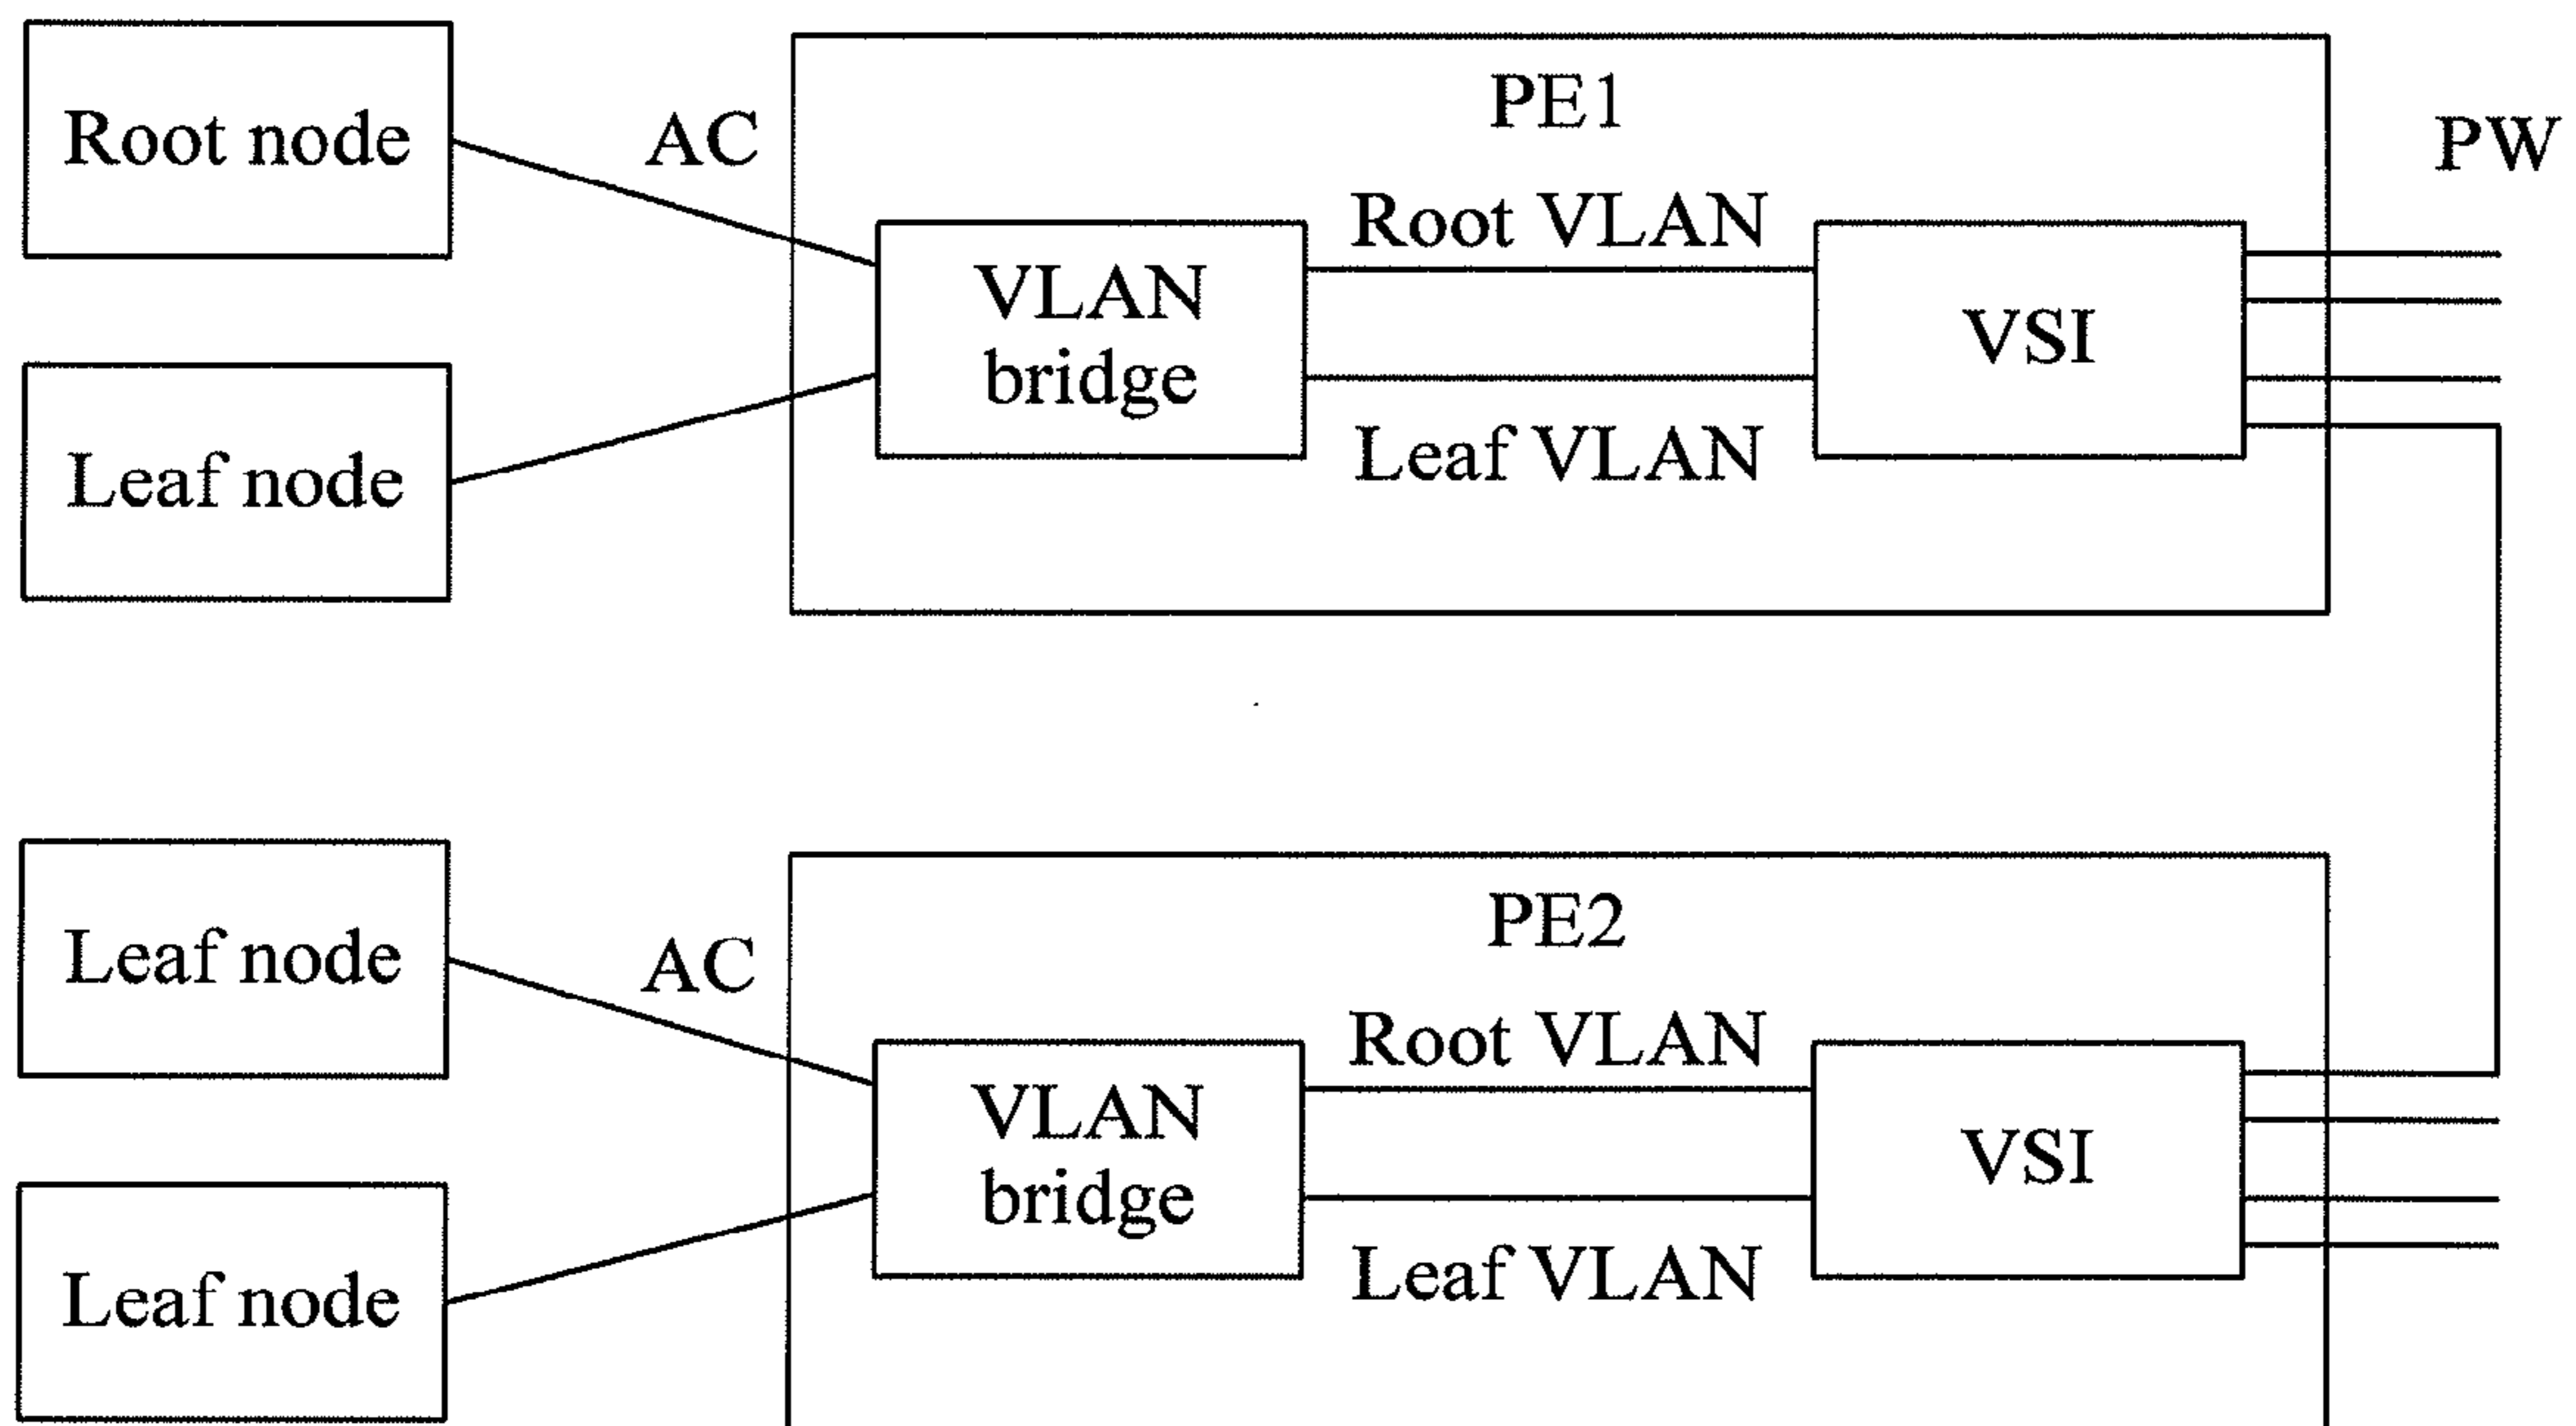 PE1
Root node
AC
PW
Root VLAN
VLAN
bridge
VSI
Leaf node
Leaf VLAN
PE2
Leaf node
AC
Root VLAN
VLAN
bridge
VSI
Leaf node
Leaf VLAN